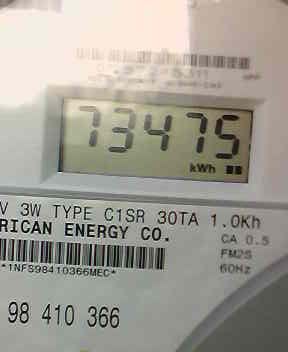 73475
kWh
V 3W TYPE C1SR 30TA 1.0Kh
RICAN ENERGY CO.
CA 0.5
FM2S
60Hz
*1NFS98410366MEC*
98 410 366